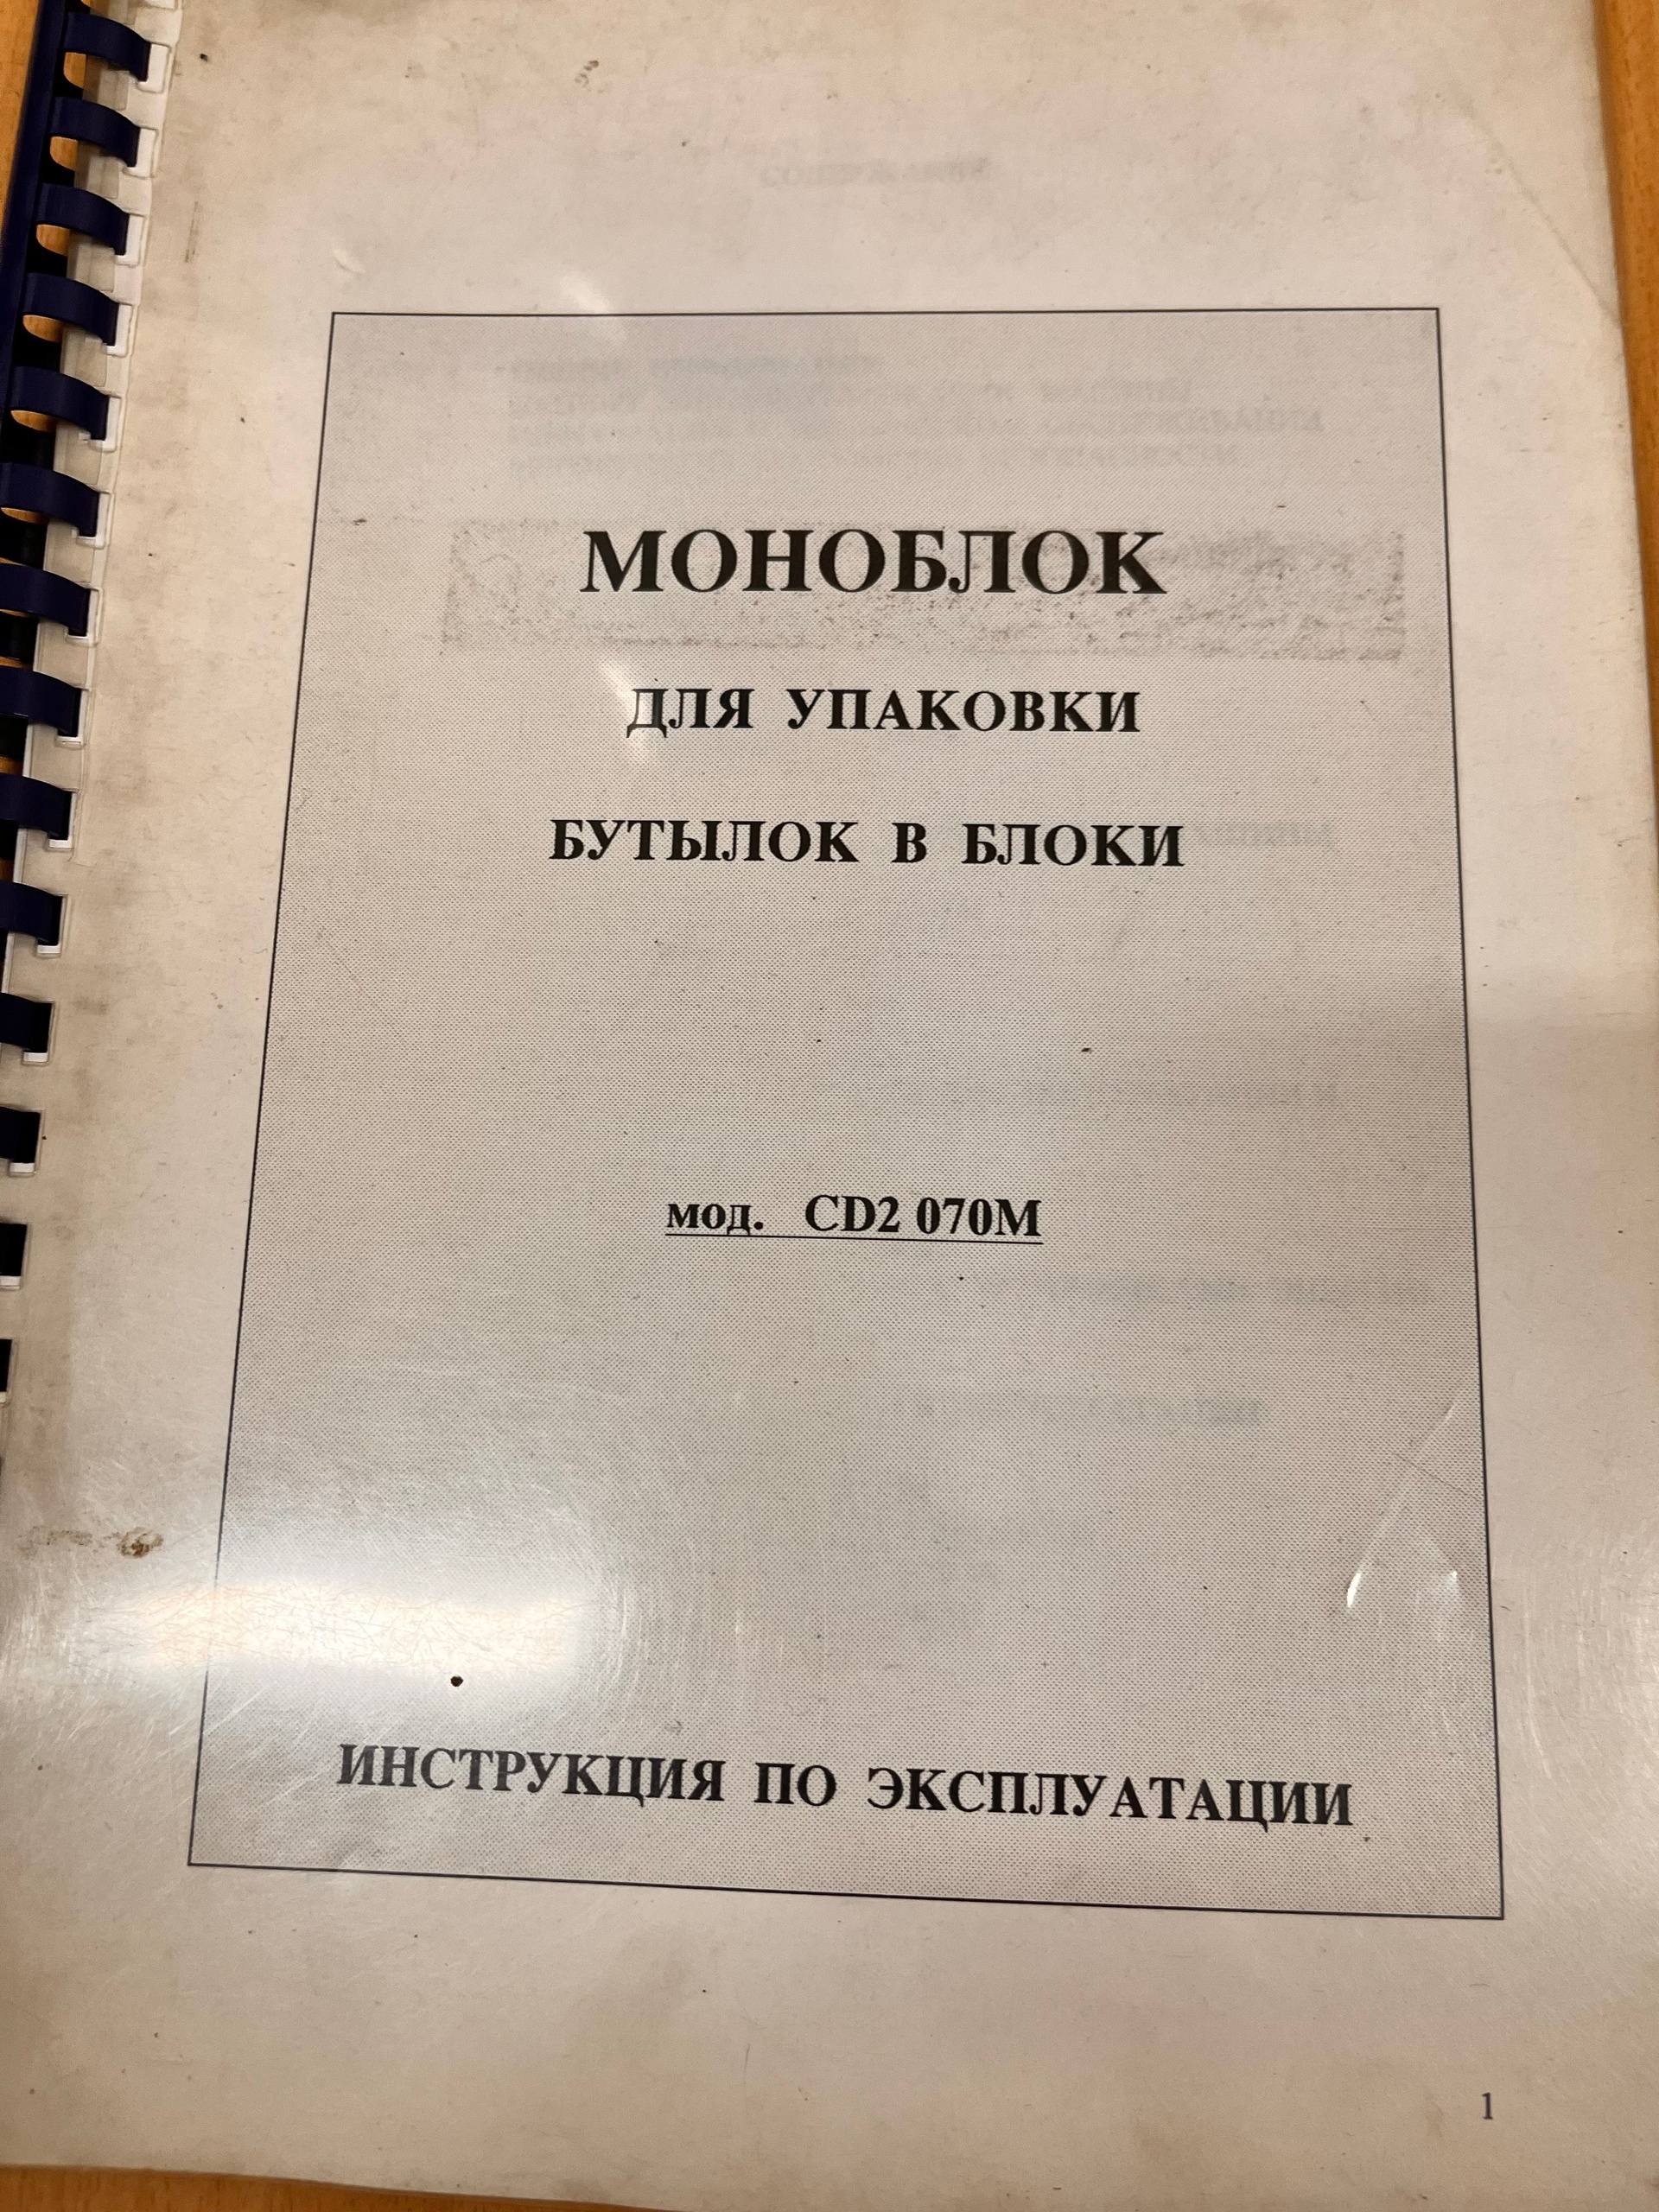 МОНОБЛОК
ДЛЯ УПАКОВКИ
БУТЫЛОК В БЛОКИ
мод. CD2 070M
ИНСТРУКЦИЯ ПО ЭКСПЛУАТАЦИИ
1